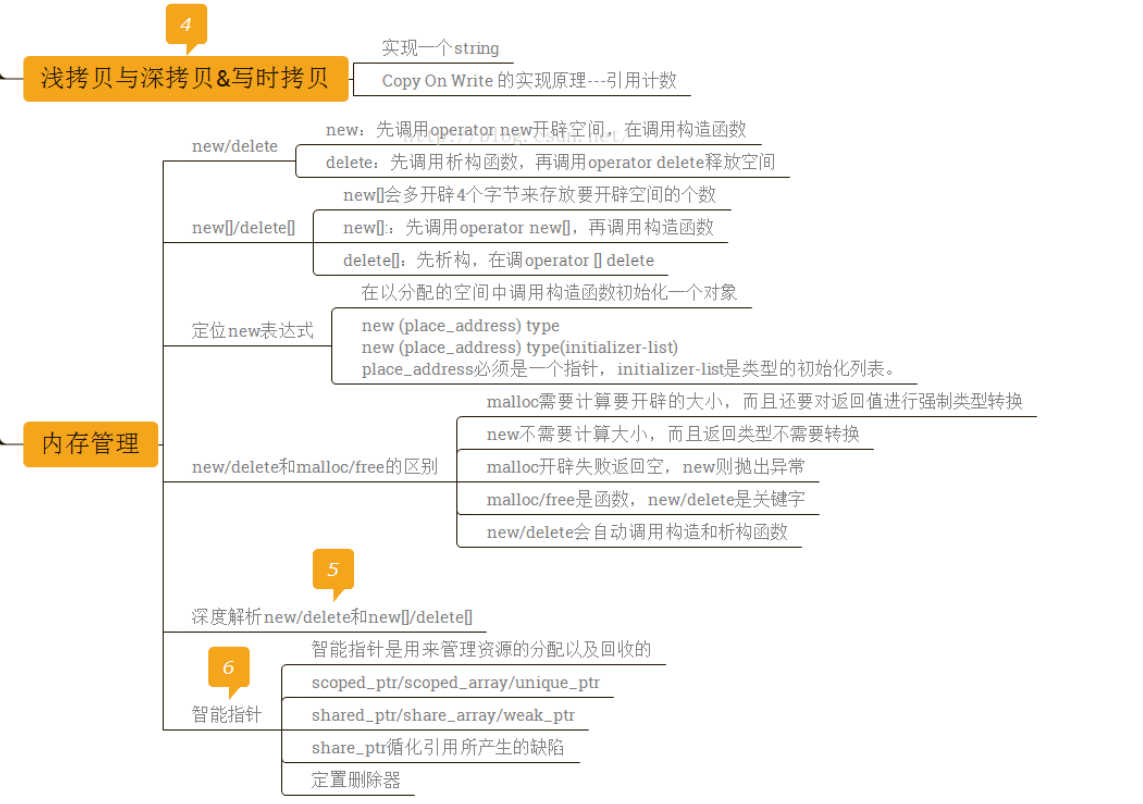 4
浅拷贝与深拷贝&写时拷贝
实现一个string
Copy On Write 的实现原理---引用计数
内存管理
new/delete
new：先调用operator new开辟空间，在调用构造函数
http://blog.csdn.net/
delete：先调用析构函数，再调用operator delete释放空间
new[]/delete[]
new[]会多开辟4个字节来存放要开辟空间的个数
new[]:：先调用operator new[]，再调用构造函数
delete[]：先析构，在调operator [] delete
定位new表达式
在以分配的空间中调用构造函数初始化一个对象
new (place_address) type
new (place_address) type(initializer-list)
place_address必须是一个指针，initializer-list是类型的初始化列表。
new/delete和malloc/free的区别
malloc需要计算要开辟的大小，而且还要对返回值进行强制类型转换
new不需要计算大小，而且返回类型不需要转换
malloc开辟失败返回空，new则抛出异常
malloc/free是函数，new/delete是关键字
new/delete会自动调用构造和析构函数
5
深度解析new/delete和new[]/delete[]
6
智能指针
智能指针是用来管理资源的分配以及回收的
scoped_ptr/scoped_array/unique_ptr
shared_ptr/share_array/weak_ptr
share_ptr循化引用所产生的缺陷
定置删除器